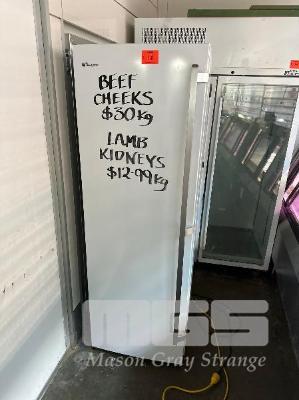 BEEF
CHEEKS
$30kg
LAMB
KIDNEYS
$12-99kg
MGS
Mason Gray Strange